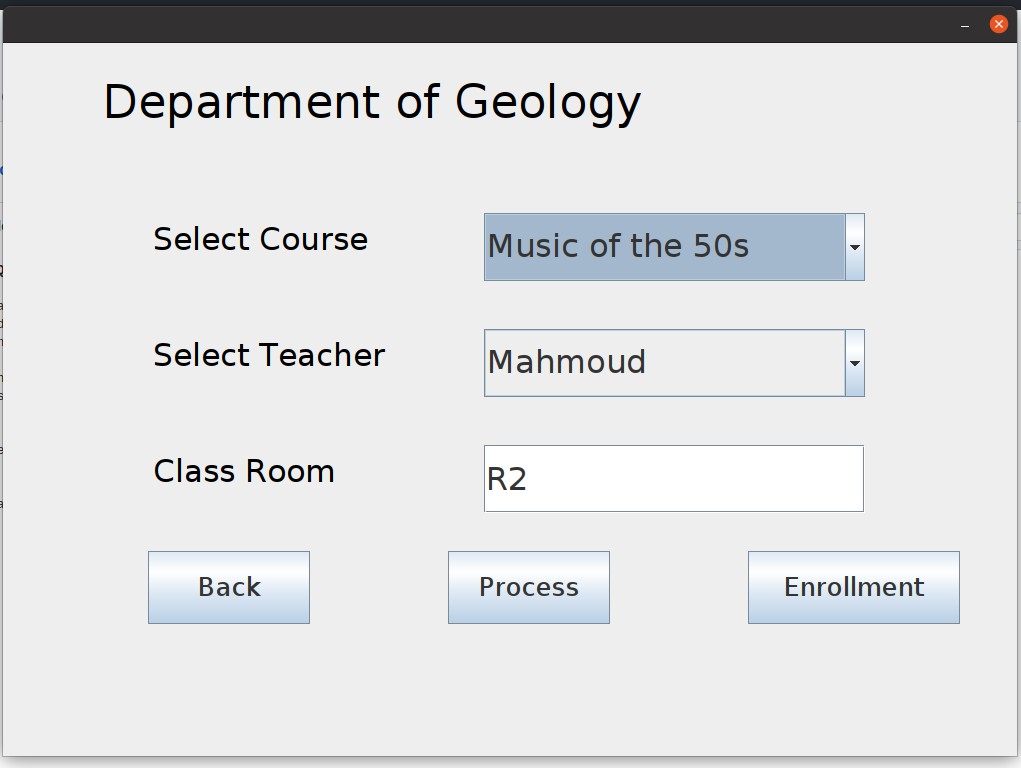 Department of Geology
Select Course
Music of the 50s
Select Teacher
Mahmoud
Class Room
R2
Back
Process
Enrollment